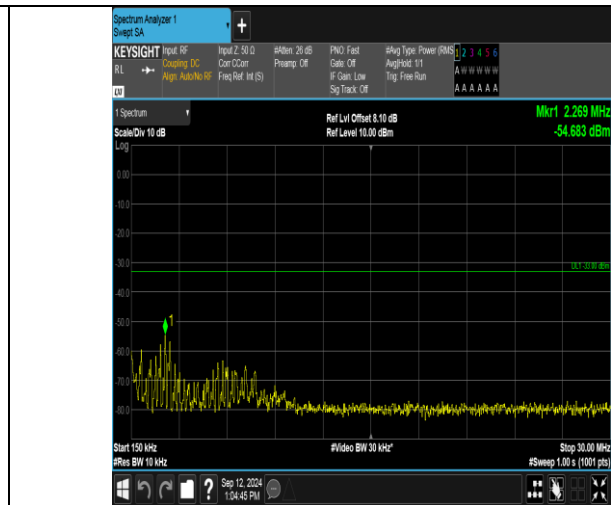 Spectrum Analyzer 1
Swept SA
+
KEYSIGHT Input: RF Input Z: 50 Ω #Atten: 26 dB PNO: Fast #Avg Type: Power (RMS 1 2 3 4 5 6
RL Coupling: DC Corr CCorr Preamp: Off Gate: Off Avg|Hold: 1/1 A W W W W W
Align: Auto/No RF Freq Ref: Int (S) IF Gain: Low Trig: Free Run
LXI Sig Track: Off A A A A A A
1 Spectrum Ref Lvl Offset 8.10 dB Mkr1 2.269 MHz
Scale/Div 10 dB Ref Level 10.00 dBm -54.683 dBm
Log
0.00
-10.0
-20.0
-30.0
DL1 -33.00 dBm
-40.0
-50.0
1
-60.0
-70.0
-80.0
Start 150 kHz #Video BW 30 kHz* Stop 30.00 MHz
#Res BW 10 kHz #Sweep 1.00 s (1001 pts)
? Sep 12, 2024
1:04:45 PM